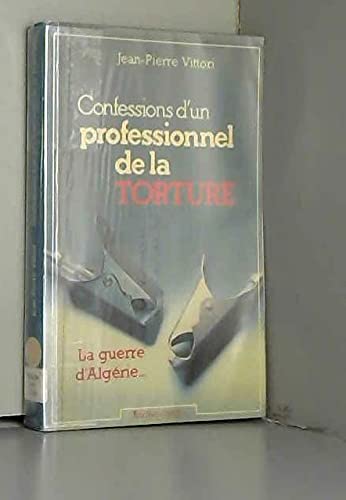 Jean-Pierre Vittori
Confessions d'un
professionnel
de la
TORTURE
La guerre
d'Algérie...